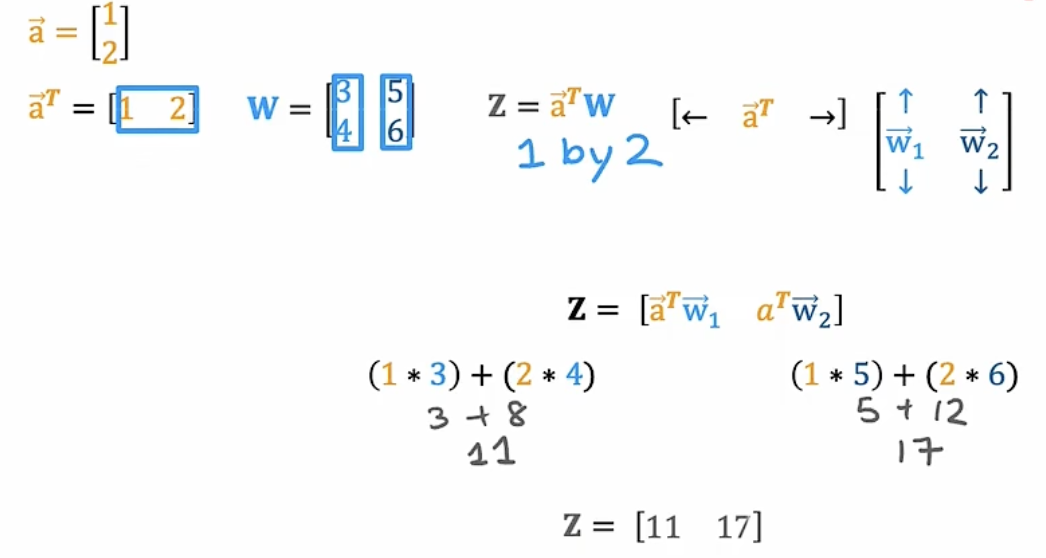 a⃗ = [1
2]
a⃗ᵀ = [1 2] W = [3 5
4 6] Z = a⃗ᵀW [← a⃗ᵀ →] [↑ ↑
w⃗₁ w⃗₂
↓ ↓]
1 by 2
Z = [a⃗ᵀw⃗₁ aᵀw⃗₂]
(1 * 3) + (2 * 4) (1 * 5) + (2 * 6)
3 + 8 5 + 12
11 17
Z = [11 17]